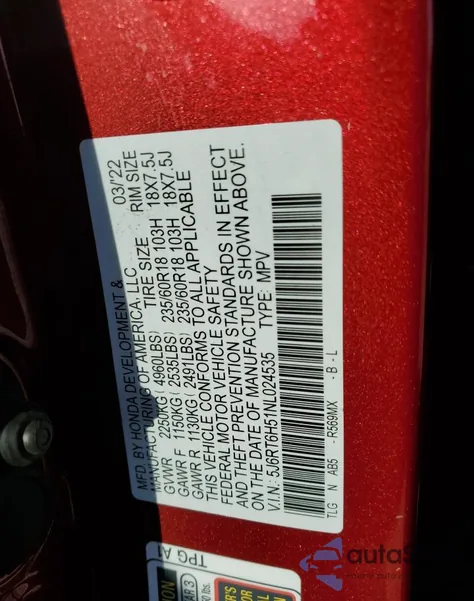 MFD. BY HONDA DEVELOPMENT &
MANUFACTURING OF AMERICA, LLC 03/'22
TIRE SIZE RIM SIZE
GVWR 2250KG (4960LBS) 235/60R18 103H 18X7.5J
GAWR F 1150KG (2535LBS) 235/60R18 103H 18X7.5J
GAWR R 1130KG (2491LBS)
THIS VEHICLE CONFORMS TO ALL APPLICABLE
FEDERAL MOTOR VEHICLE SAFETY
AND THEFT PREVENTION STANDARDS IN EFFECT
ON THE DATE OF MANUFACTURE SHOWN ABOVE.
V.I.N.: 5J6RT6H51NL024535 TYPE: MPV
TLG N AB5 -R569MX -B -L
TPG A1